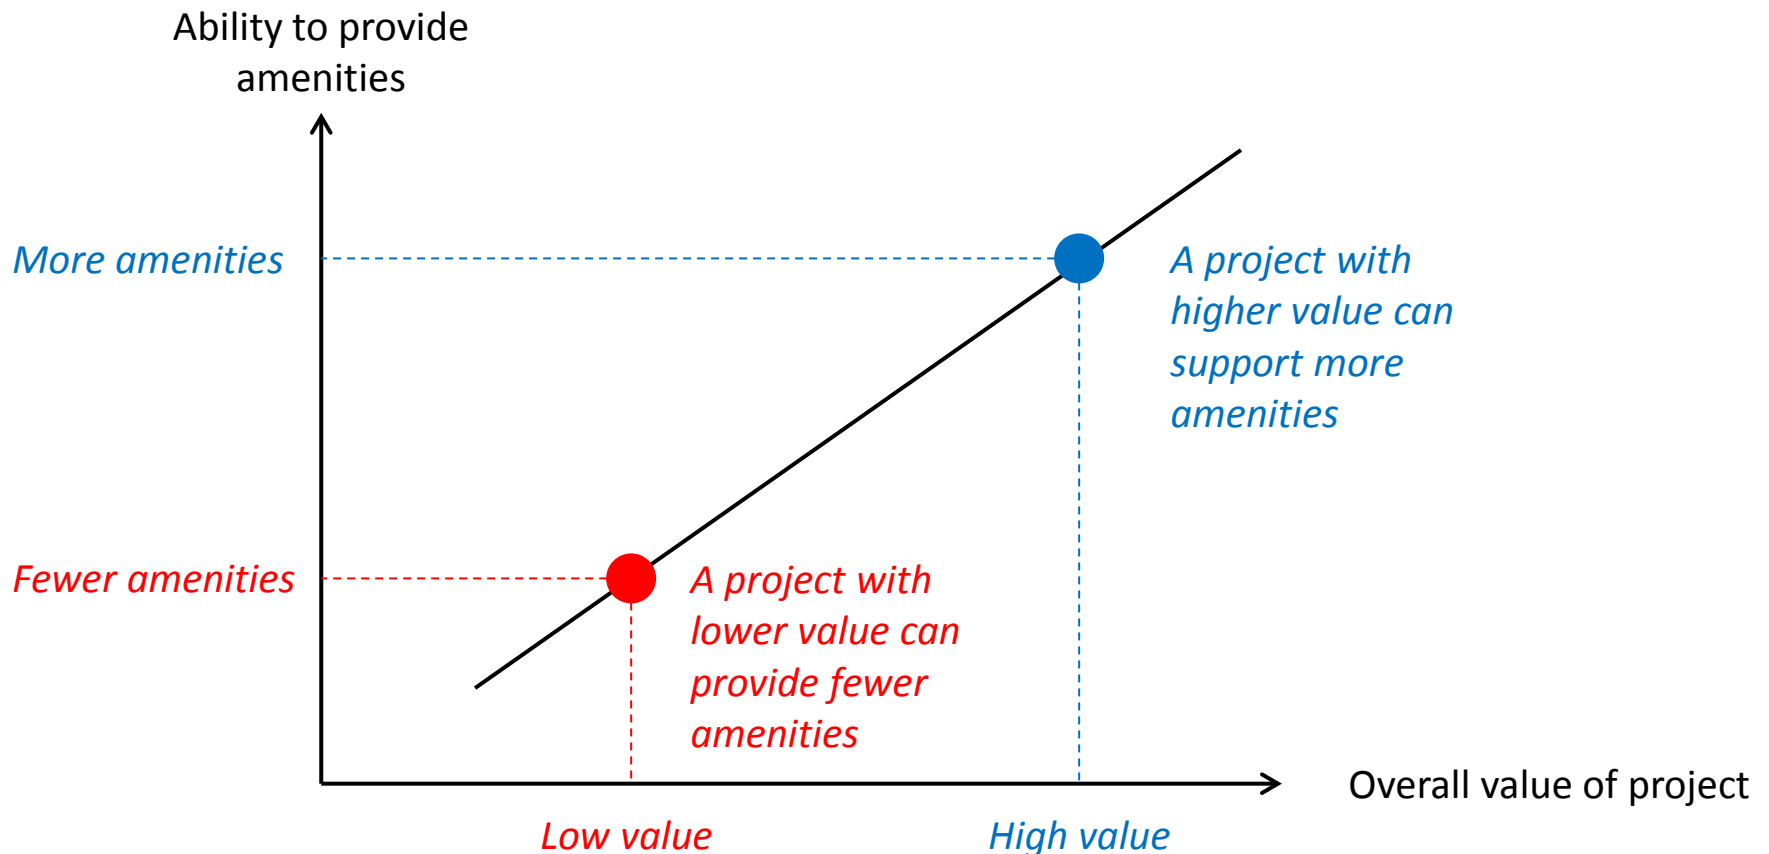 Ability to provide
amenities
More amenities
A project with
higher value can
support more
amenities
Fewer amenities
A project with
lower value can
provide fewer
amenities
Overall value of project
Low value
High value